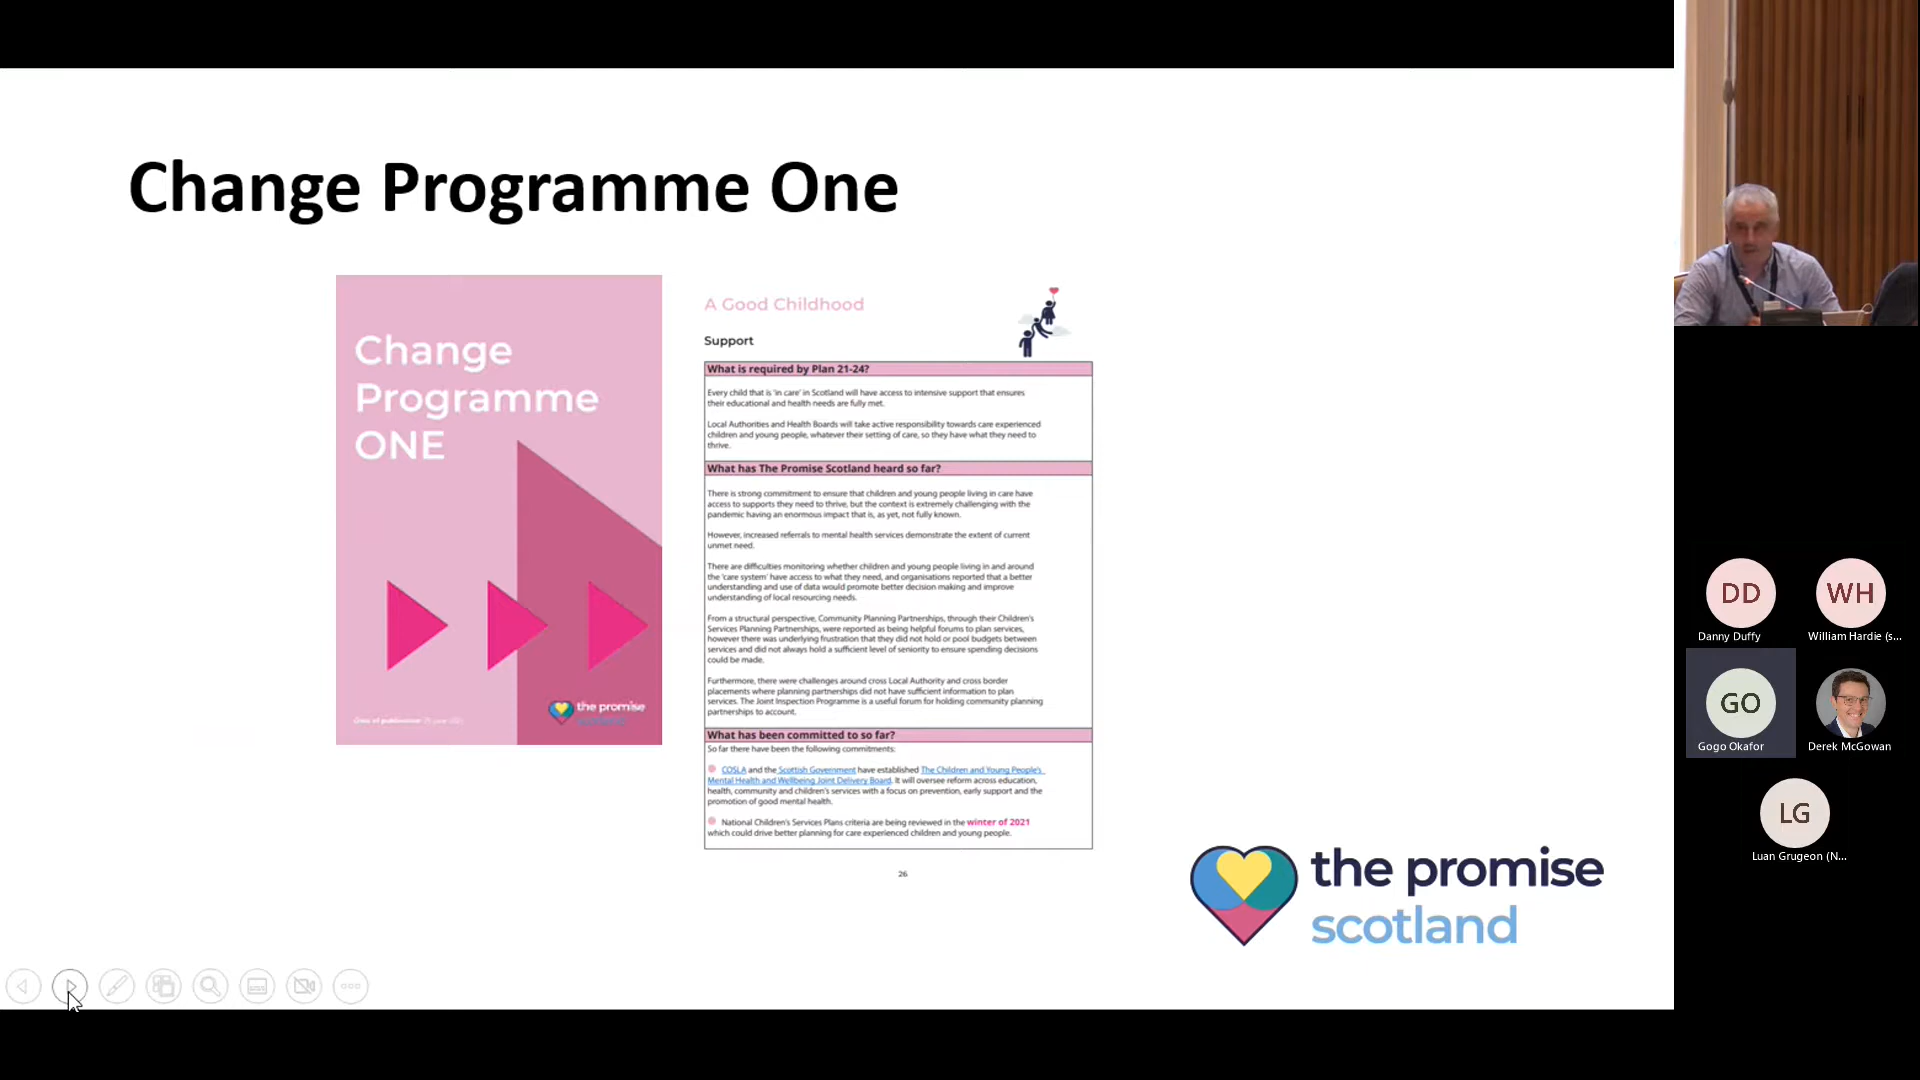 Change Programme One
Change
Programme
ONE
Date of publication:
the promise
scotland
A Good Childhood
Support
What is required by Plan 21-24?
Every child that is 'in care' in Scotland will have access to intensive support that ensures
their educational and health needs are fully met.
Local Authorities and Health Boards will take active responsibility towards care experienced
children and young people, whatever their setting of care, so they have what they need to
thrive.
What has The Promise Scotland heard so far?
There is strong commitment to ensure that children and young people living in care have
access to supports they need to thrive, but the context is extremely challenging with the
pandemic having an enormous impact that is, as yet, not fully known.
However, increased referrals to mental health services demonstrate the extent of current
unmet need.
There are difficulties monitoring whether children and young people living in and around
the 'care system' have access to what they need, and organisations reported that a better
understanding and use of data would promote better decision making and improve
understanding of local resourcing needs.
From a structural perspective, Community Planning Partnerships, through their Children's
Services Planning Partnerships, were reported as being helpful forums to plan services,
however there was underlying frustration that they did not hold or pool budgets between
services and did not always hold a sufficient level of seniority to ensure spending decisions
could be made.
Furthermore, there were challenges around cross Local Authority and cross border
placements where planning partnerships did not have sufficient information to plan
services. The Joint Inspection Programme is a useful forum for holding community planning
partnerships to account.
What has been committed to so far?
So far there have been the following commitments:
COSLA and the Scottish Government have established The Children and Young People's
Mental Health and Wellbeing Joint Delivery Board. It will oversee reform across education,
health, community and children's services with a focus on prevention, early support and the
promotion of good mental health.
National Children's Services Plans criteria are being reviewed in the winter of 2021
which could drive better planning for care experienced children and young people.
26
the promise
scotland
DD
Danny Duffy
WH
William Hardie (s...
GO
Gogo Okafor
Derek McGowan
LG
Luan Grugeon (N...